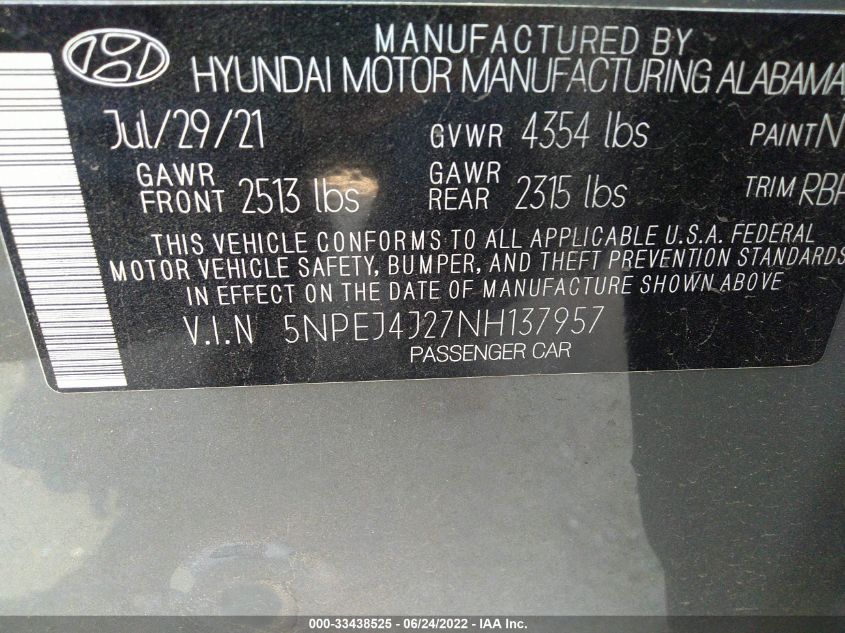 MANUFACTURED BY
HYUNDAI MOTOR MANUFACTURING ALABAMA
Jul/29/21 GVWR 4354 lbs PAINT N
GAWR FRONT 2513 lbs GAWR REAR 2315 lbs TRIM RB
THIS VEHICLE CONFORMS TO ALL APPLICABLE U.S.A. FEDERAL
MOTOR VEHICLE SAFETY, BUMPER, AND THEFT PREVENTION STANDARDS
IN EFFECT ON THE DATE OF MANUFACTURE SHOWN ABOVE
V.I.N 5NPEJ4J27NH137957
PASSENGER CAR
000-33438525 - 06/24/2022 - IAA Inc.